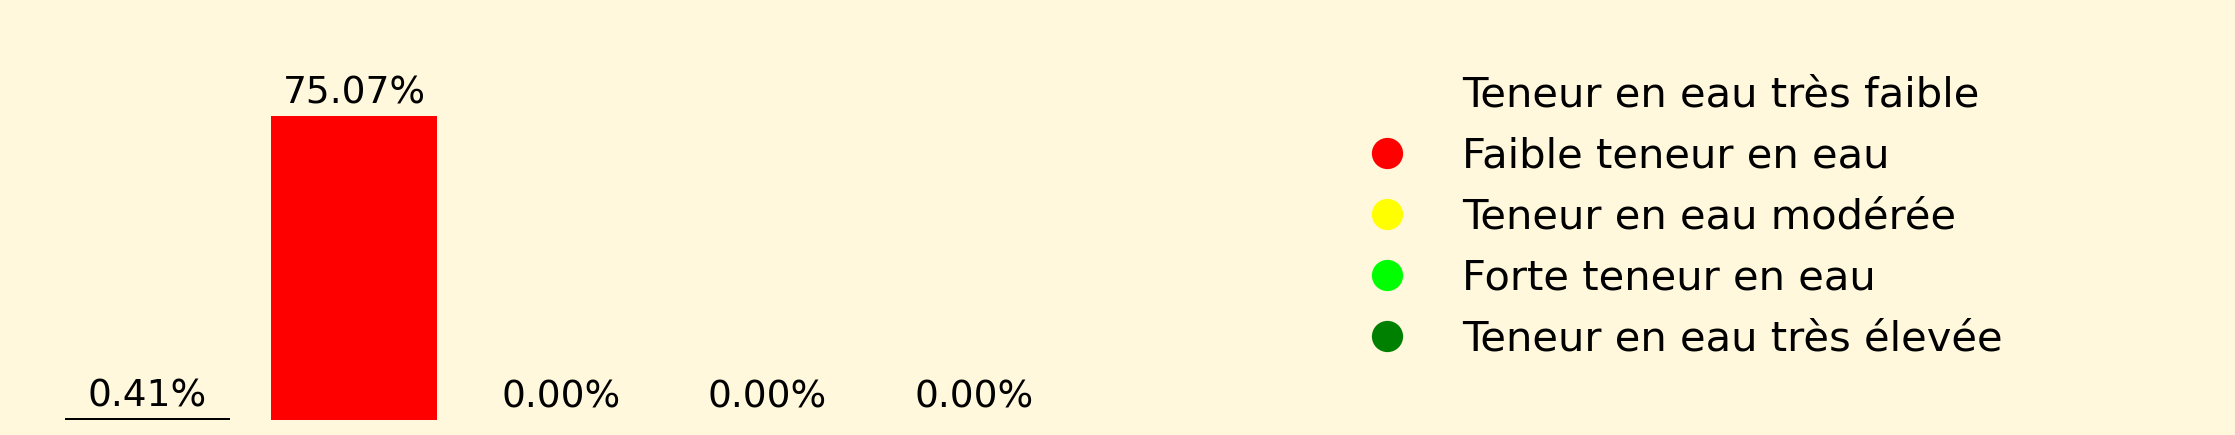 75.07%
0.41%
0.00%
0.00%
0.00%
Teneur en eau très faible
Faible teneur en eau
Teneur en eau modérée
Forte teneur en eau
Teneur en eau très élevée